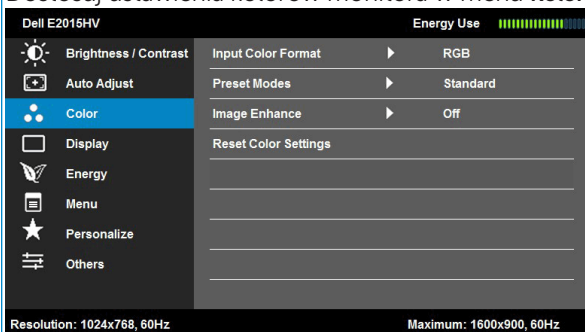 Dell E2015HV Energy Use
Brightness / Contrast Input Color Format RGB
Auto Adjust Preset Modes Standard
Color Image Enhance Off
Display Reset Color Settings
Energy
Menu
Personalize
Others
Resolution: 1024x768, 60Hz Maximum: 1600x900, 60Hz